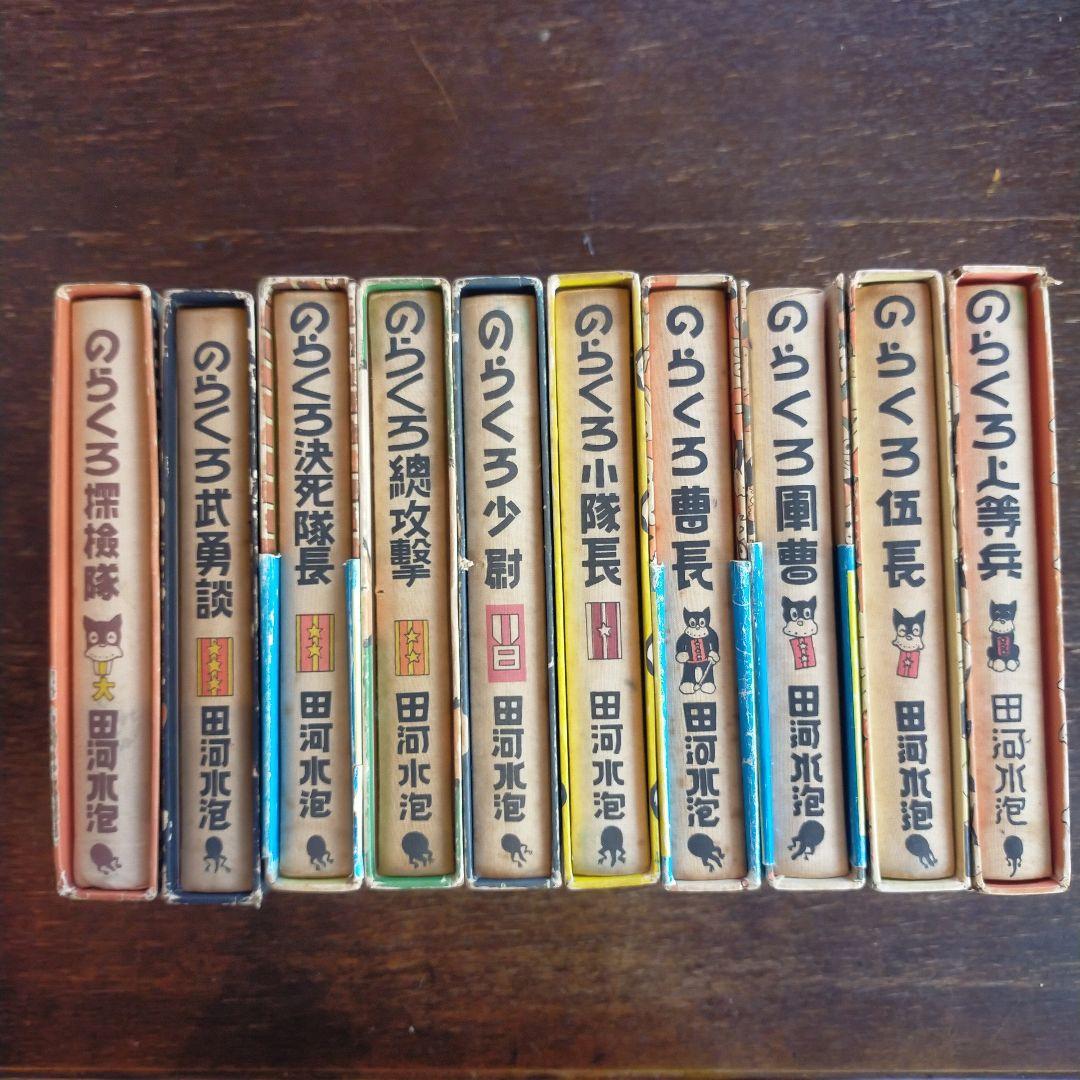 のらくろ上等兵
田河水泡
のらくろ伍長
田河水泡
のらくろ軍曹
田河水泡
のらくろ曹長
田河水泡
のらくろ小隊長
田河水泡
のらくろ少尉
田河水泡
のらくろ總攻擊
田河水泡
のらくろ決死隊長
田河水泡
のらくろ武勇談
田河水泡
のらくろ探檢隊
大
田河水泡